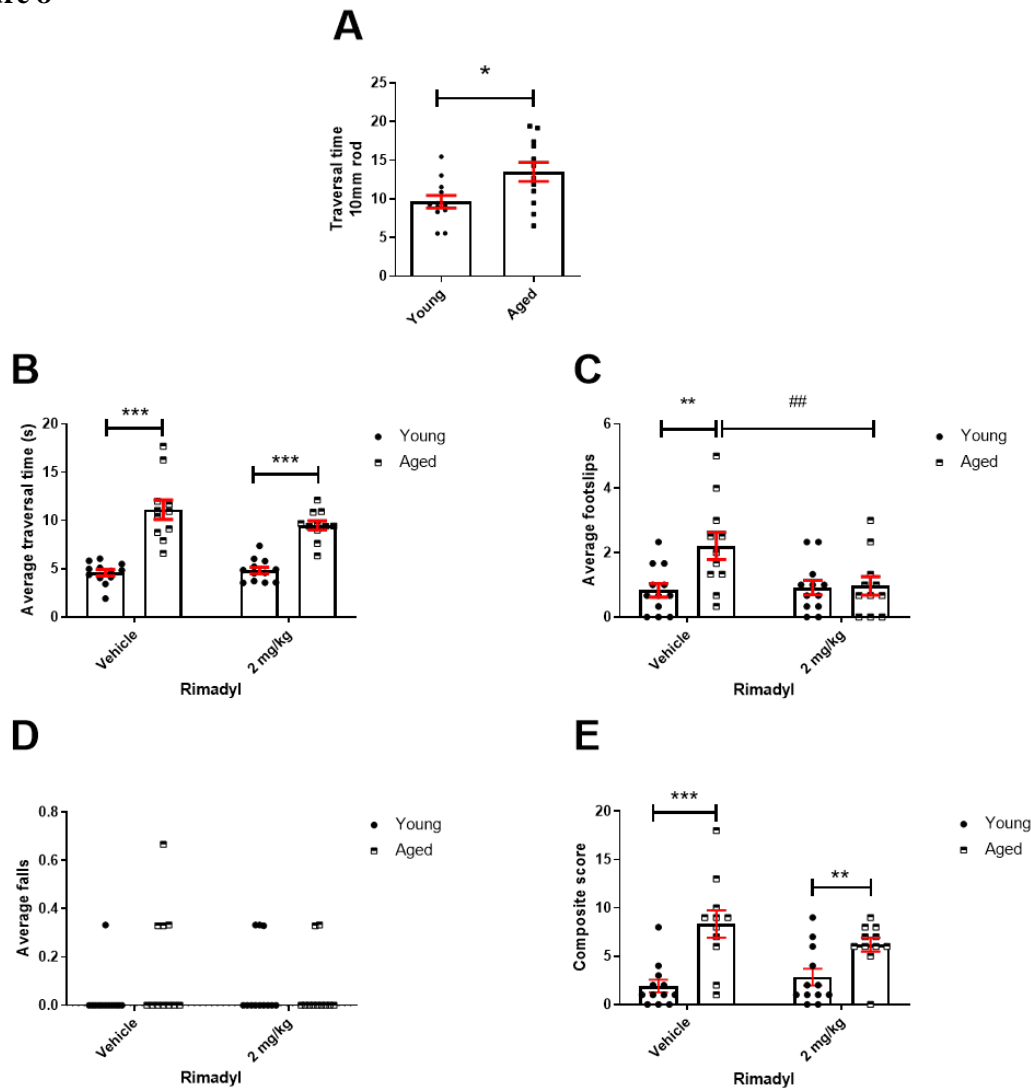 A
*
25
20
15
10
5
0
Traversal time
10mm rod
Young
Aged
B
***
***
20
15
10
5
0
Average traversal time (s)
Young
Aged
Vehicle
2 mg/kg
Rimadyl
C
**
##
6
4
2
0
Average footslips
Young
Aged
Vehicle
2 mg/kg
Rimadyl
D
0.8
0.6
0.4
0.2
0.0
Average falls
Young
Aged
Vehicle
2 mg/kg
Rimadyl
E
***
**
20
15
10
5
0
Composite score
Young
Aged
Vehicle
2 mg/kg
Rimadyl